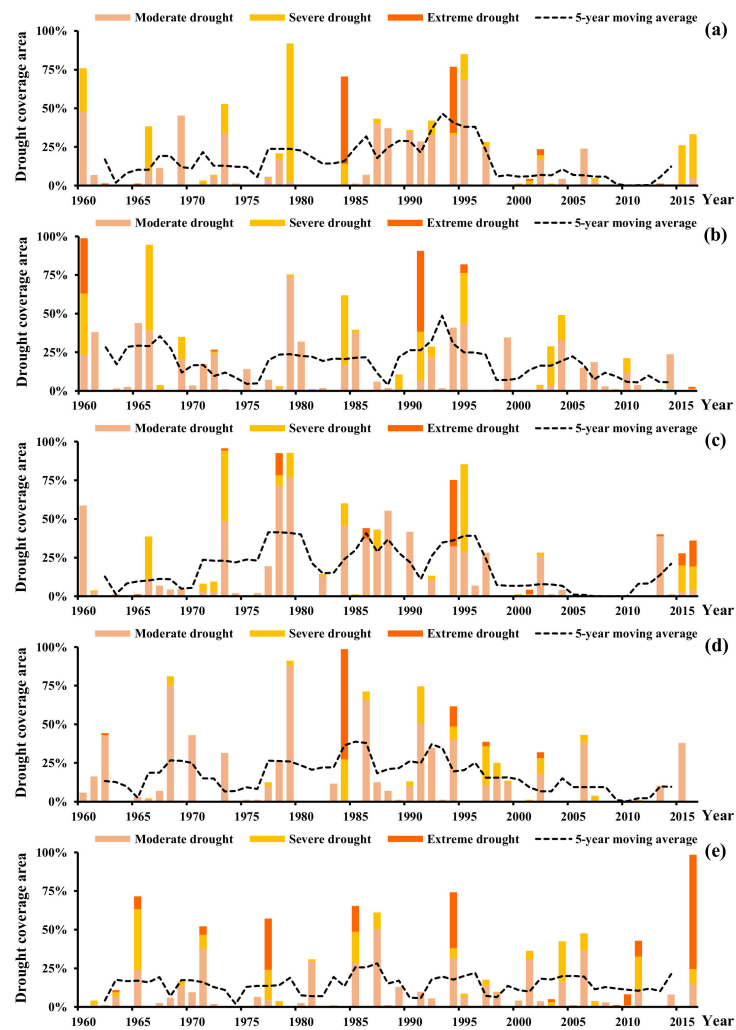 Moderate drought Severe drought Extreme drought 5-year moving average (a)
Drought coverage area
100%
75%
50%
25%
0%
1960 1965 1970 1975 1980 1985 1990 1995 2000 2005 2010 2015 Year
Moderate drought Severe drought Extreme drought 5-year moving average (b)
Drought coverage area
100%
75%
50%
25%
0%
1960 1965 1970 1975 1980 1985 1990 1995 2000 2005 2010 2015 Year
Moderate drought Severe drought Extreme drought 5-year moving average (c)
Drought coverage area
100%
75%
50%
25%
0%
1960 1965 1970 1975 1980 1985 1990 1995 2000 2005 2010 2015 Year
Moderate drought Severe drought Extreme drought 5-year moving average (d)
Drought coverage area
100%
75%
50%
25%
0%
1960 1965 1970 1975 1980 1985 1990 1995 2000 2005 2010 2015 Year
Moderate drought Severe drought Extreme drought 5-year moving average (e)
Drought coverage area
100%
75%
50%
25%
0%
1960 1965 1970 1975 1980 1985 1990 1995 2000 2005 2010 2015 Year